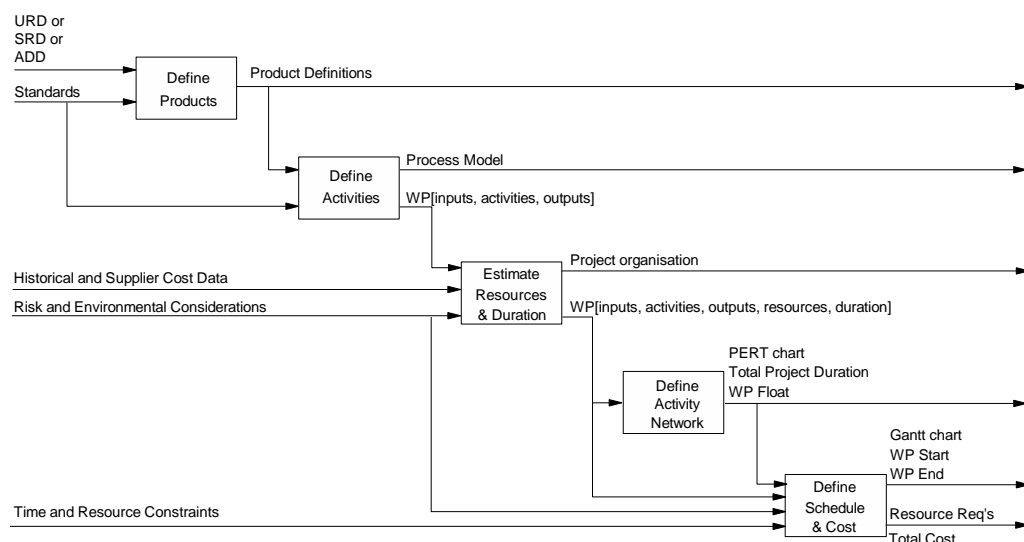 URD or
SRD or
ADD
Standards
Define
Products
Product Definitions
Define
Activities
Process Model
WP[inputs, activities, outputs]
Historical and Supplier Cost Data
Risk and Environmental Considerations
Estimate
Resources
& Duration
Project organisation
WP[inputs, activities, outputs, resources, duration]
Define
Activity
Network
PERT chart
Total Project Duration
WP Float
Time and Resource Constraints
Define
Schedule
& Cost
Gantt chart
WP Start
WP End
Resource Req's
Total Cost